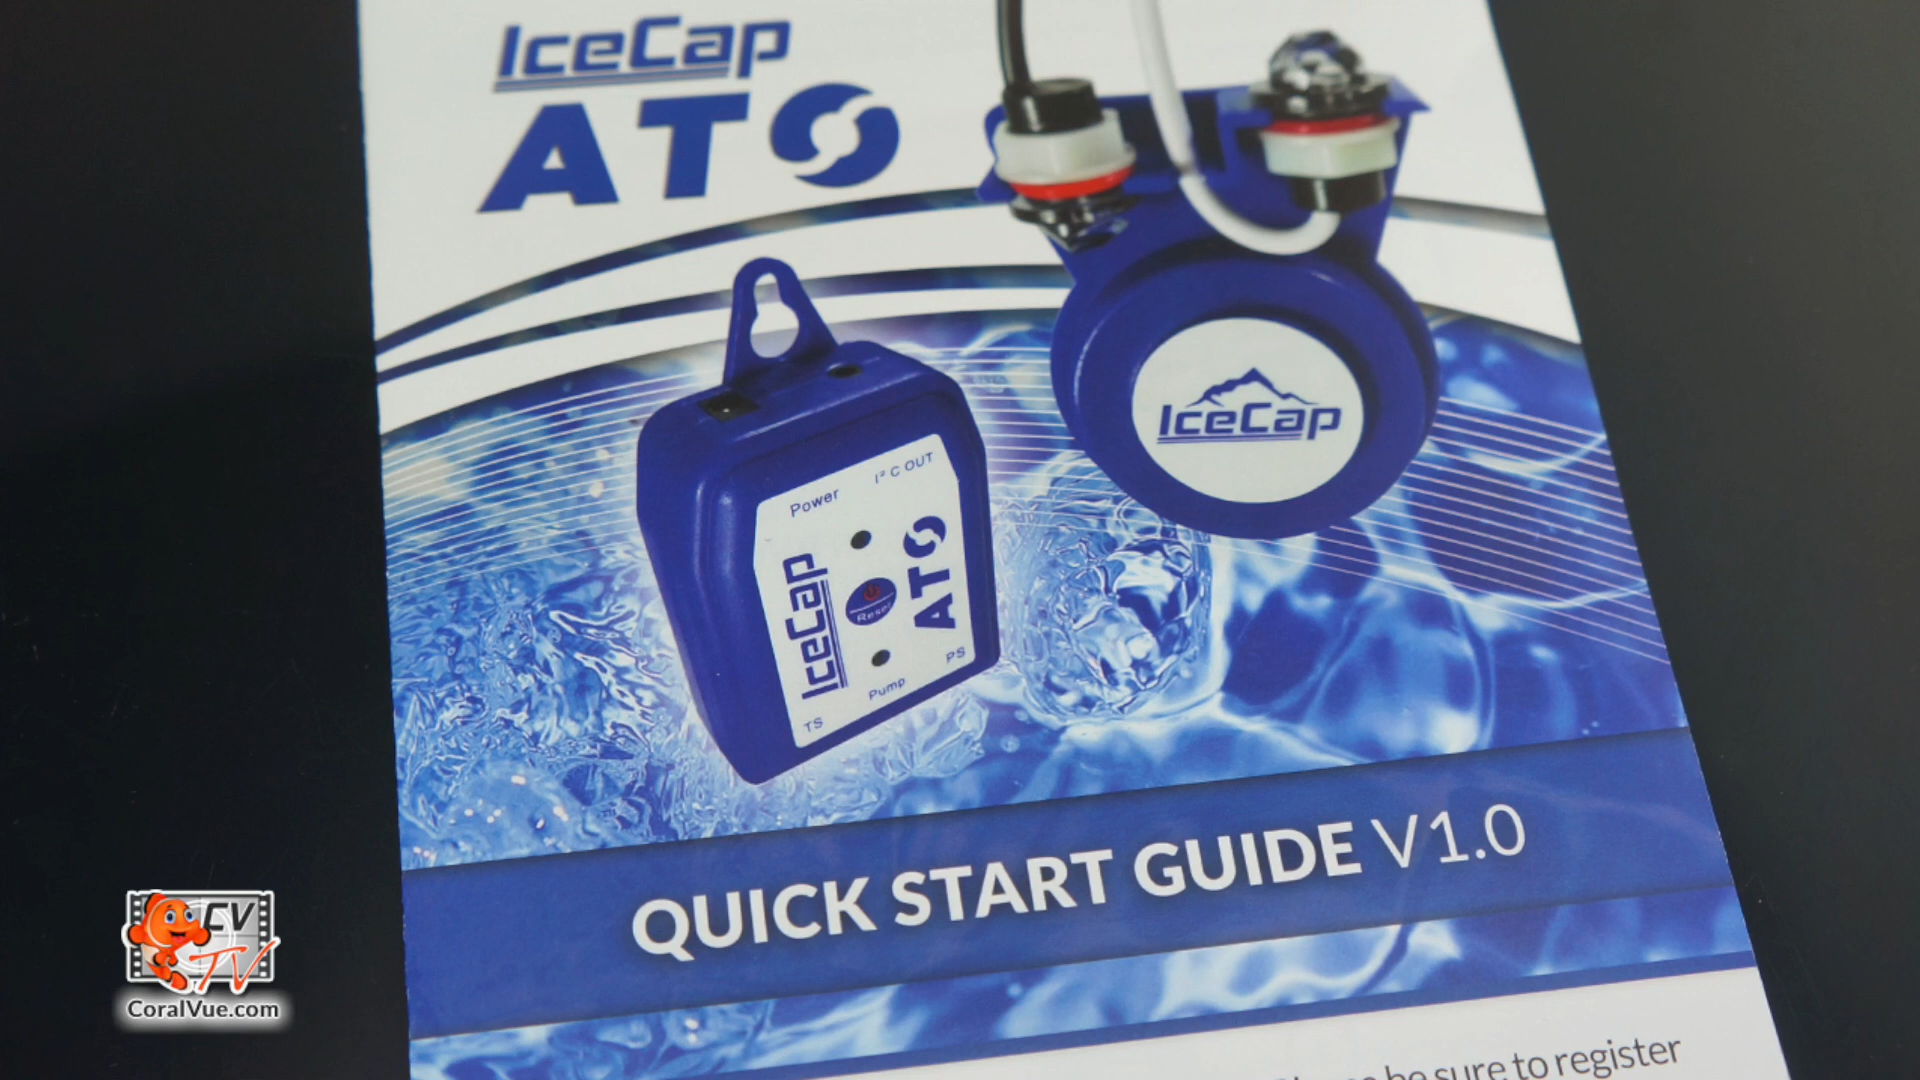 IceCap
ATO
IceCap
Power
I² C OUT
IceCap
Reset
ATO
TS
Pump
PS
QUICK START GUIDE V1.0
be sure to register
CV
TV
CoralVue.com